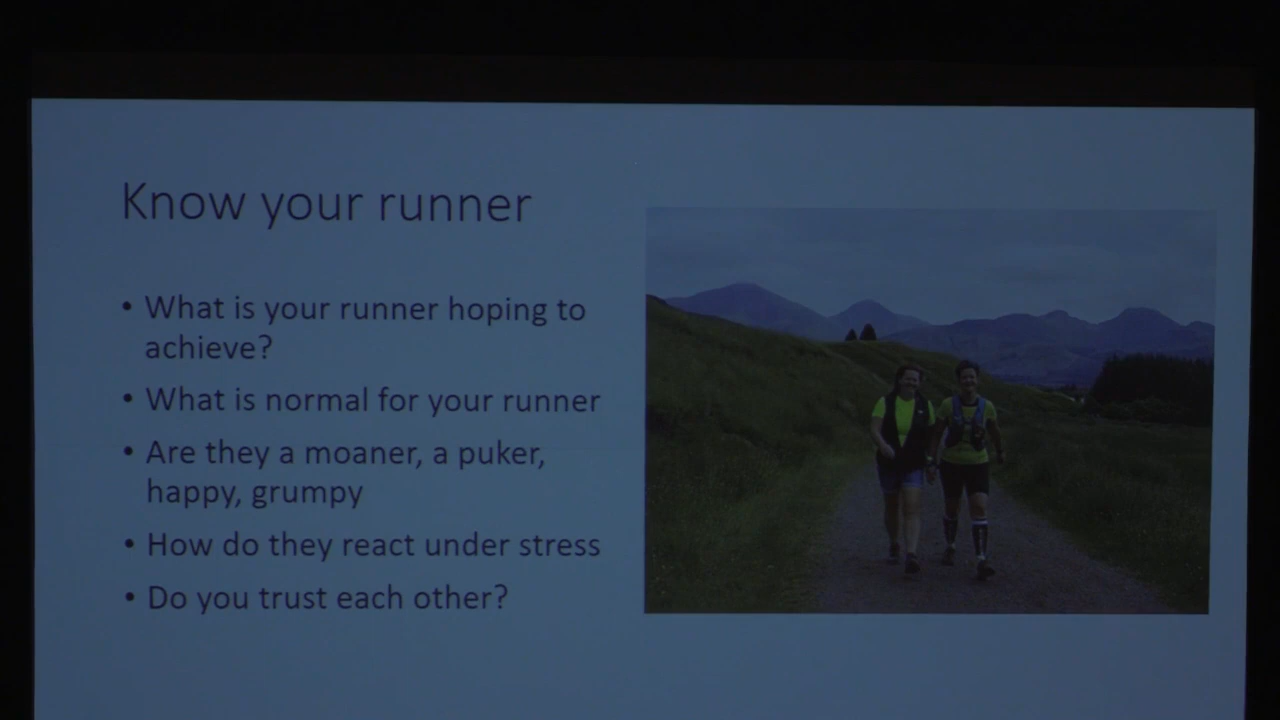 Know your runner
• What is your runner hoping to
achieve?
• What is normal for your runner
• Are they a moaner, a puker,
happy, grumpy
• How do they react under stress
• Do you trust each other?